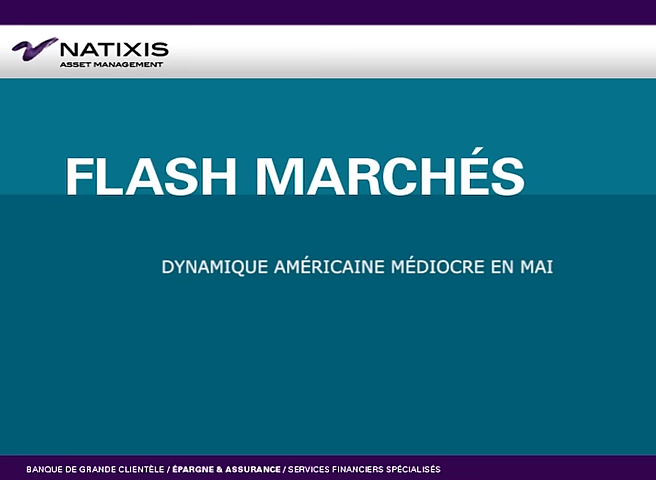 NATIXIS
ASSET MANAGEMENT
FLASH MARCHÉS
DYNAMIQUE AMÉRICAINE MÉDIOCRE EN MAI
BANQUE DE GRANDE CLIENTÈLE / ÉPARGNE & ASSURANCE / SERVICES FINANCIERS SPÉCIALISÉS